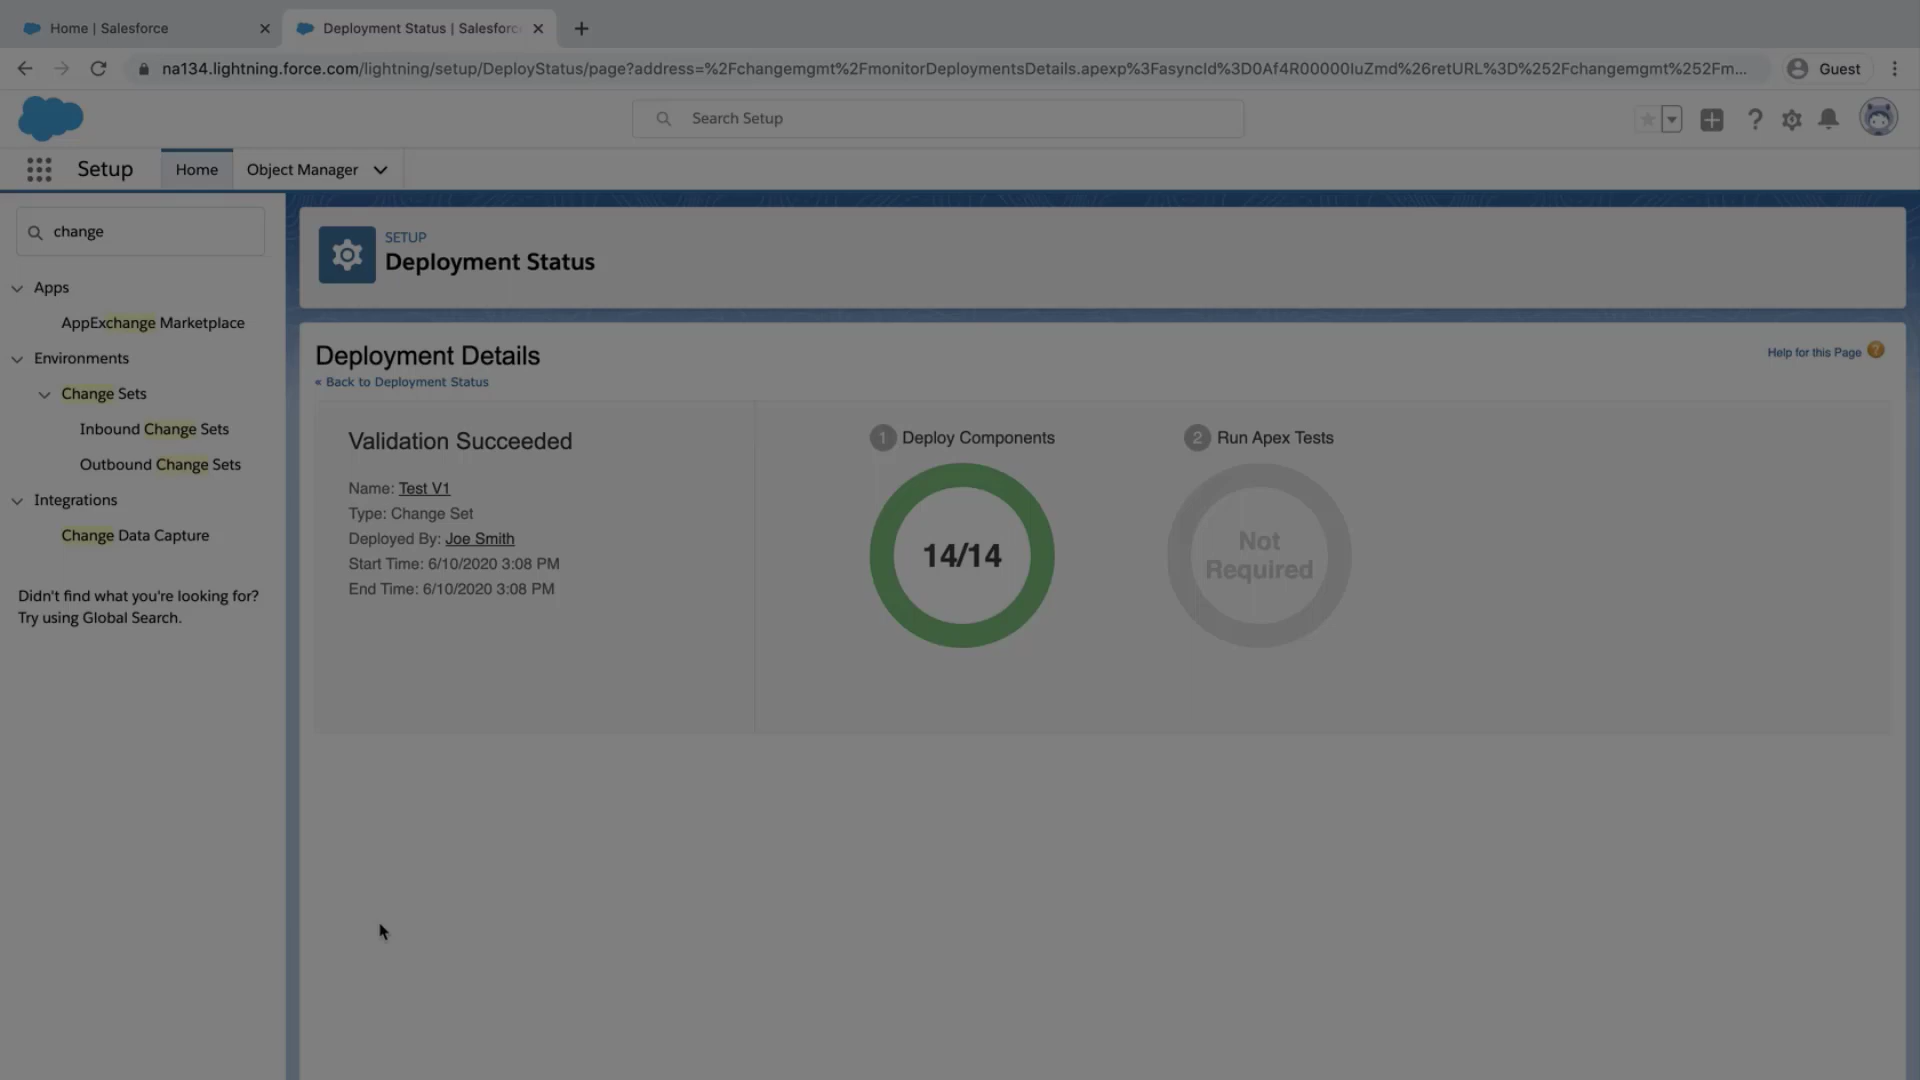 Home | Salesforce
Deployment Status | Salesforc
na134.lightning.force.com/lightning/setup/DeployStatus/page?address=%2Fchangemgmt%2FmonitorDeploymentsDetails.apexp%3FasyncId%3D0Af4R00000IuZmd%26retURL%3D%252Fchangemgmt%252Fm...
Guest
Search Setup
Setup
Home
Object Manager
change
Apps
AppExchange Marketplace
Environments
Change Sets
Inbound Change Sets
Outbound Change Sets
Integrations
Change Data Capture
Didn't find what you're looking for?
Try using Global Search.
SETUP
Deployment Status
Deployment Details
« Back to Deployment Status
Help for this Page ?
Validation Succeeded
Name: Test V1
Type: Change Set
Deployed By: Joe Smith
Start Time: 6/10/2020 3:08 PM
End Time: 6/10/2020 3:08 PM
1 Deploy Components
14/14
2 Run Apex Tests
Not
Required